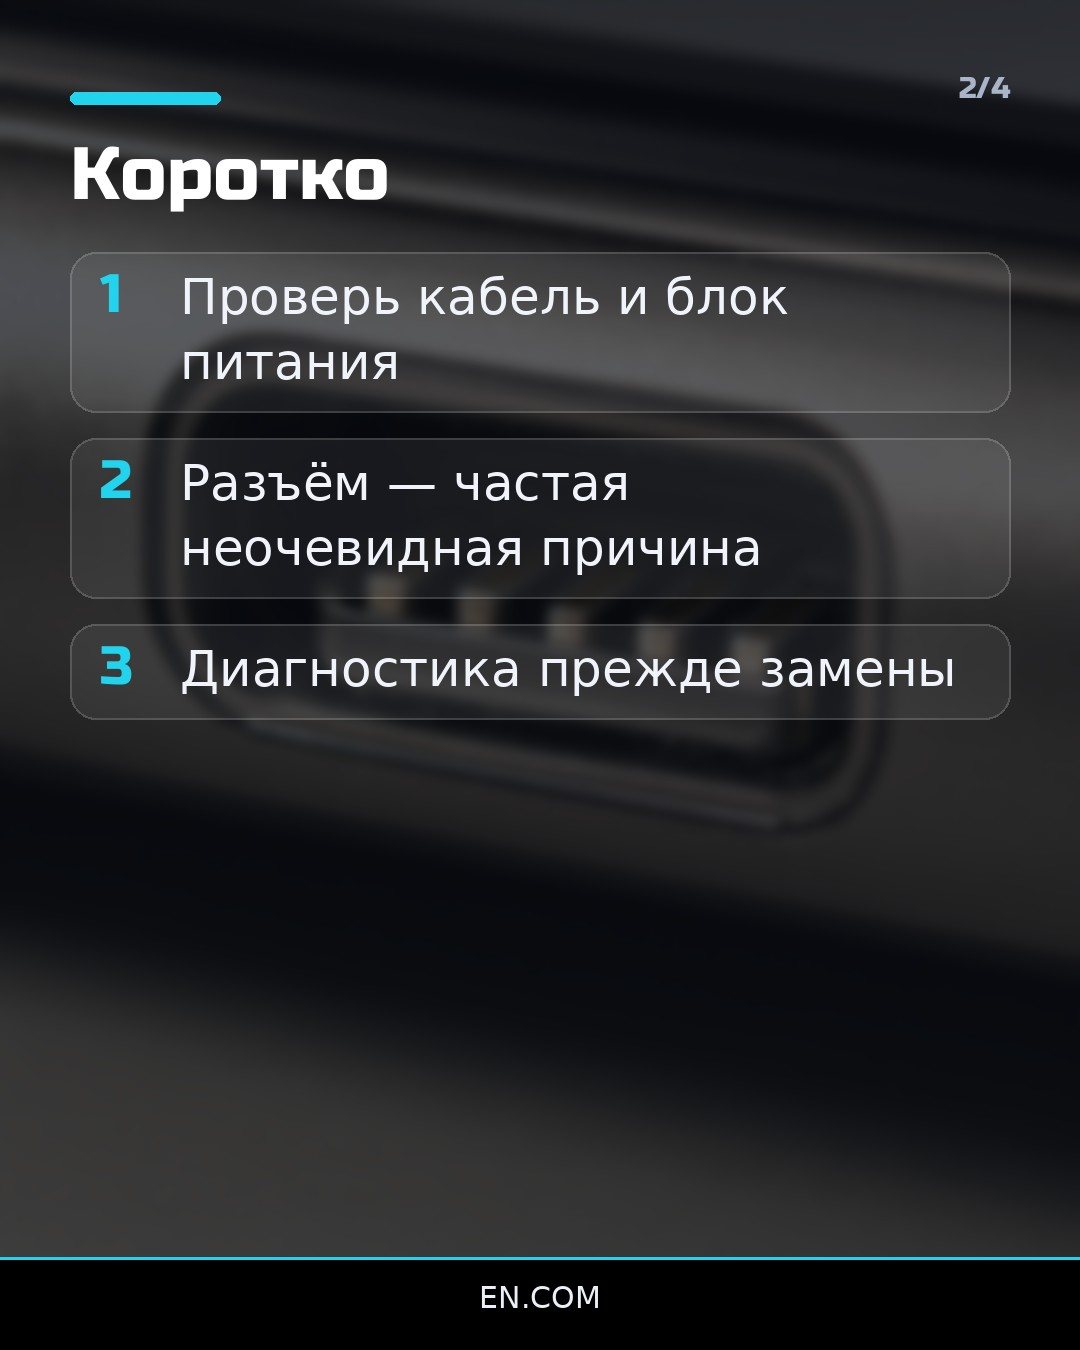 2/4
Коротко
1 Проверь кабель и блок
питания
2 Разъём — частая
неочевидная причина
3 Диагностика прежде замены
EN.COM